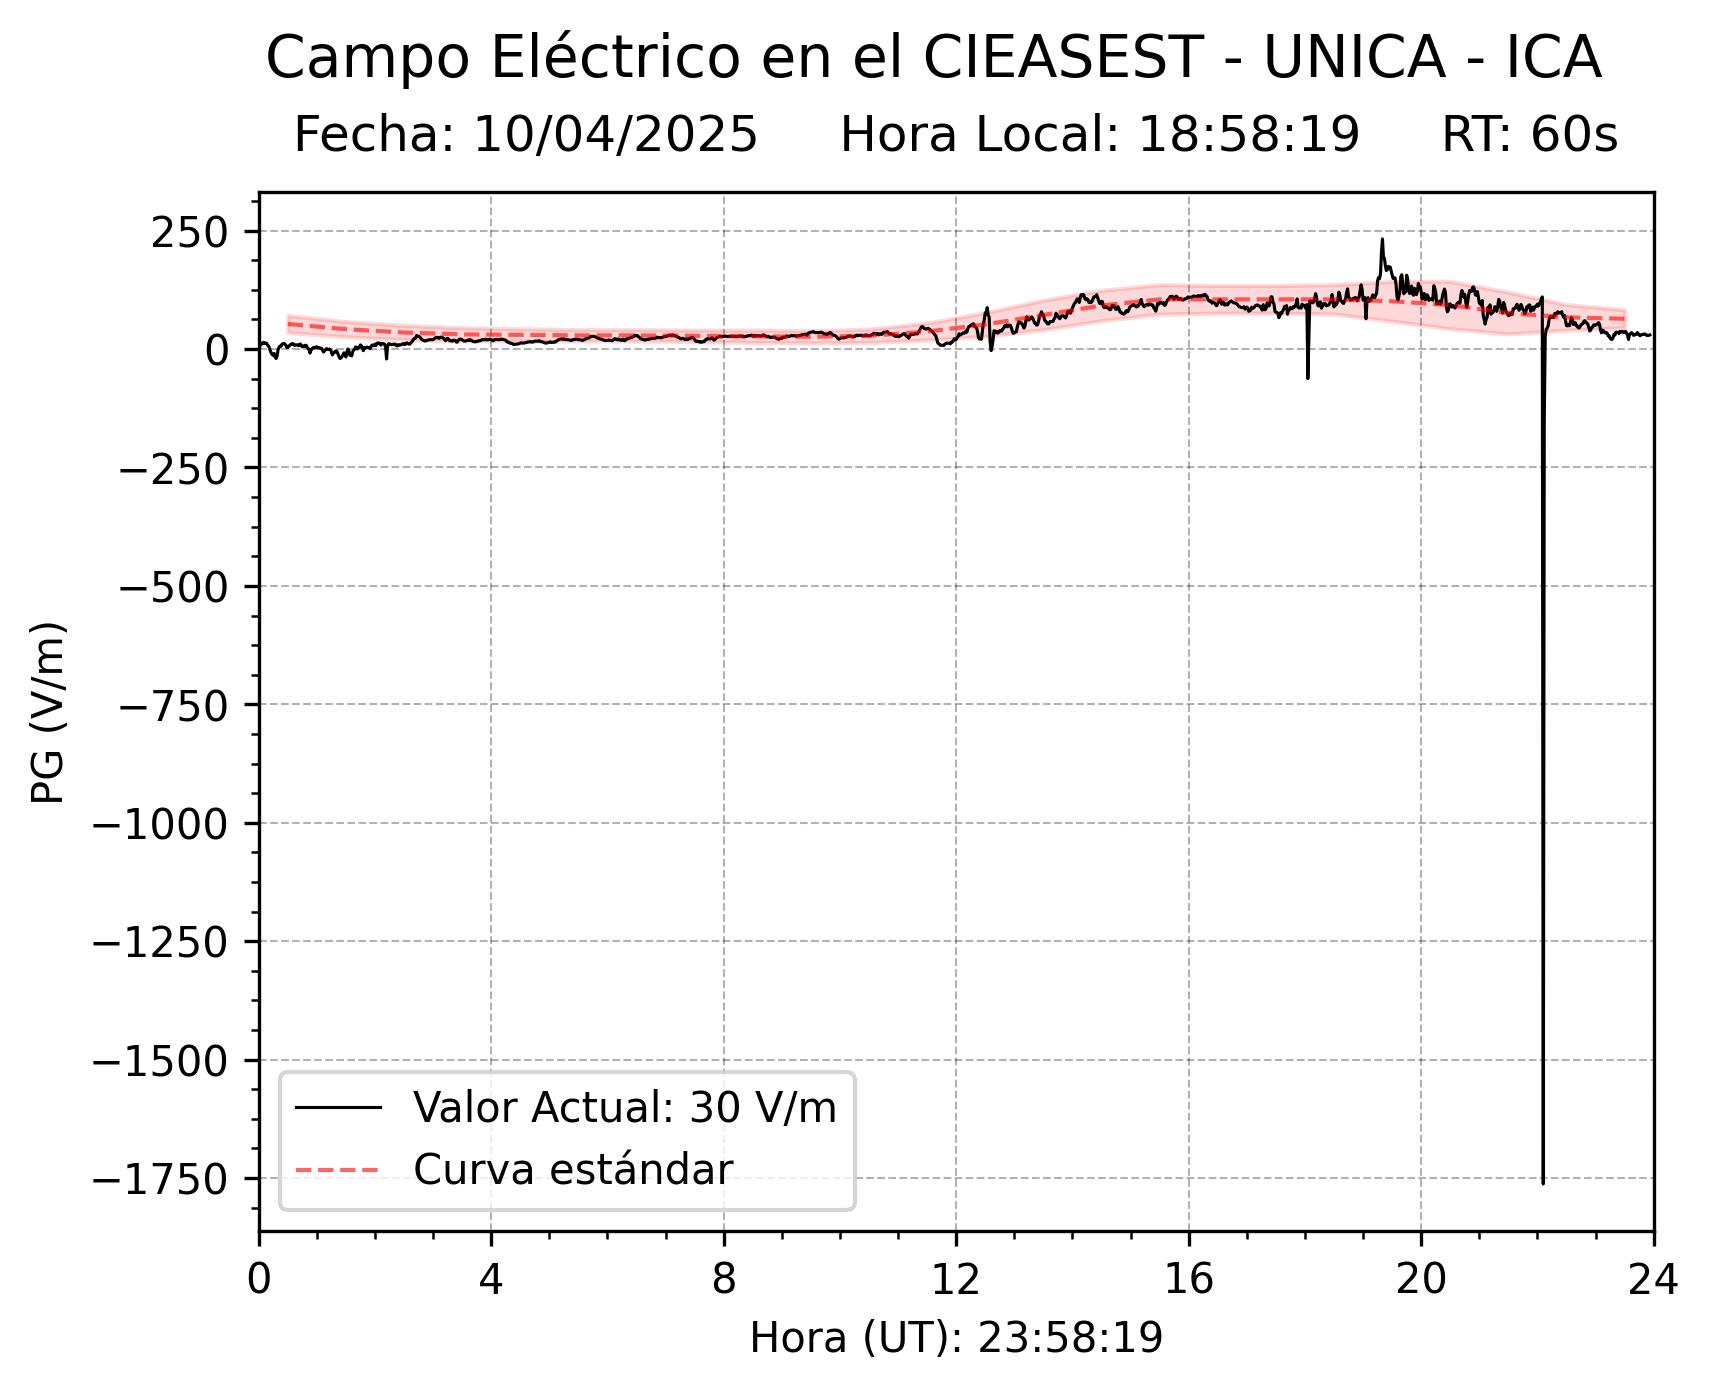 Campo Eléctrico en el CIEASEST - UNICA - ICA
Fecha: 10/04/2025 Hora Local: 18:58:19 RT: 60s
250
0
−250
−500
−750
−1000
−1250
−1500
−1750
PG (V/m)
Valor Actual: 30 V/m
Curva estándar
0 4 8 12 16 20 24
Hora (UT): 23:58:19